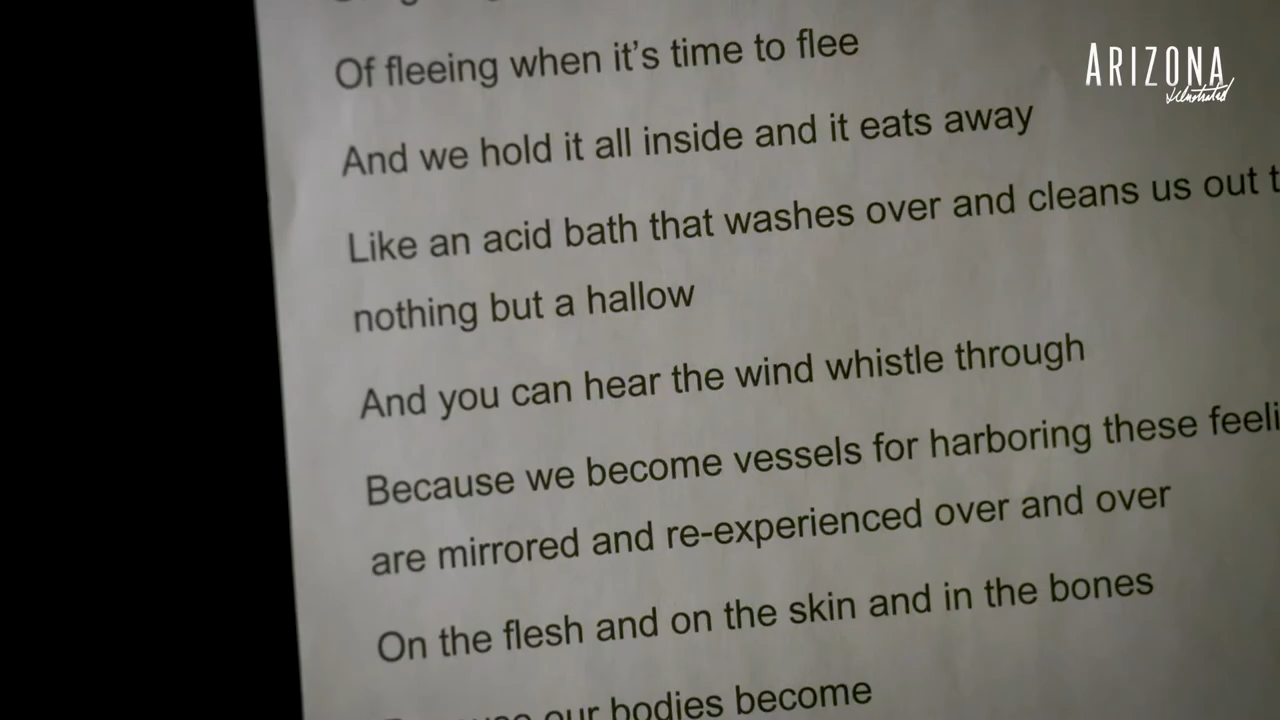 Of fleeing when it's time to flee
And we hold it all inside and it eats away
Like an acid bath that washes over and cleans us out
nothing but a hallow
And you can hear the wind whistle through
Because we become vessels for harboring these
are mirrored and re-experienced over and over
On the flesh and on the skin and in the bones
our bodies become
ARIZONA
Illustrated